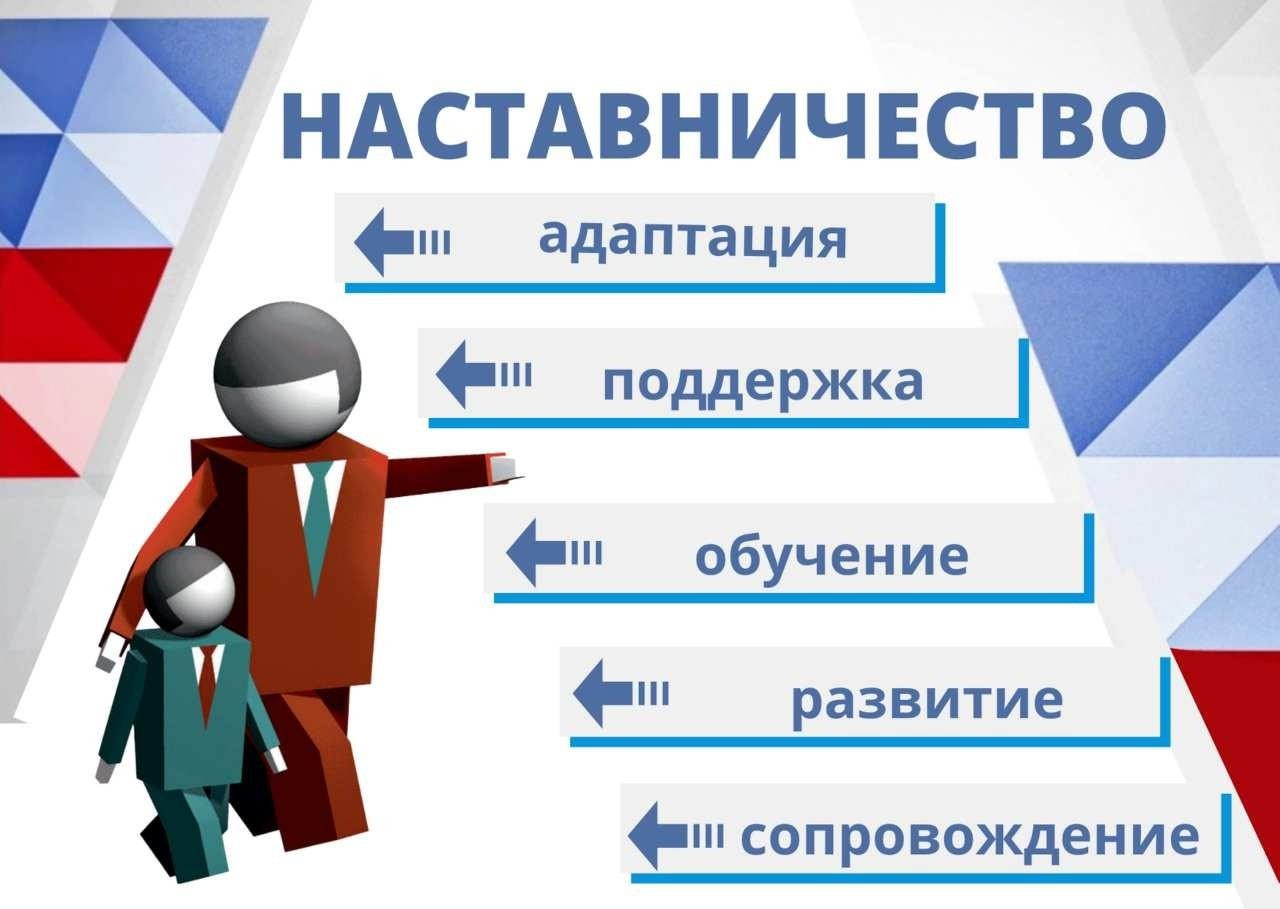 НАСТАВНИЧЕСТВО
адаптация
поддержка
обучение
развитие
сопровождение